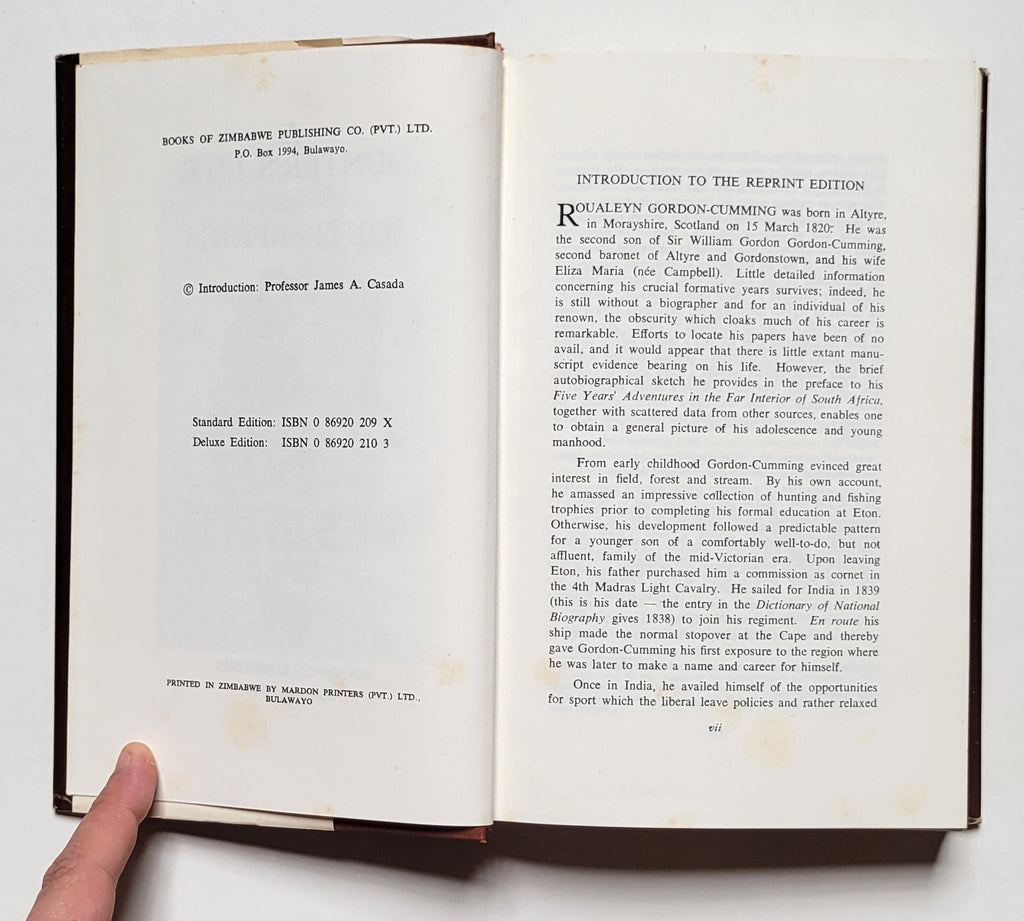 BOOKS OF ZIMBABWE PUBLISHING CO. (PVT.) LTD.
P.O. Box 1994, Bulawayo.
© Introduction: Professor James A. Casada
Standard Edition: ISBN 0 86920 209 X
Deluxe Edition: ISBN 0 86920 210 3
PRINTED IN ZIMBABWE BY MARDON PRINTERS (PVT.) LTD.,
BULAWAYO
INTRODUCTION TO THE REPRINT EDITION
ROUALEYN GORDON-CUMMING was born in Altyre,
in Morayshire, Scotland on 15 March 1820. He was
the second son of Sir William Gordon Gordon-Cumming,
second baronet of Altyre and Gordonstown, and his wife
Eliza Maria (née Campbell). Little detailed information
concerning his crucial formative years survives; indeed, he
is still without a biographer and for an individual of his
renown, the obscurity which cloaks much of his career is
remarkable. Efforts to locate his papers have been of no
avail, and it would appear that there is little extant manu-
script evidence bearing on his life. However, the brief
autobiographical sketch he provides in the preface to his
Five Years' Adventures in the Far Interior of South Africa,
together with scattered data from other sources, enables one
to obtain a general picture of his adolescence and young
manhood.
From early childhood Gordon-Cumming evinced great
interest in field, forest and stream. By his own account,
he amassed an impressive collection of hunting and fishing
trophies prior to completing his formal education at Eton.
Otherwise, his development followed a predictable pattern
for a younger son of a comfortably well-to-do, but not
affluent, family of the mid-Victorian era. Upon leaving
Eton, his father purchased him a commission as cornet in
the 4th Madras Light Cavalry. He sailed for India in 1839
(this is his date — the entry in the Dictionary of National
Biography gives 1838) to join his regiment. En route his
ship made the normal stopover at the Cape and thereby
gave Gordon-Cumming his first exposure to the region where
he was later to make a name and career for himself.
Once in India, he availed himself of the opportunities
for sport which the liberal leave policies and rather relaxed
vii